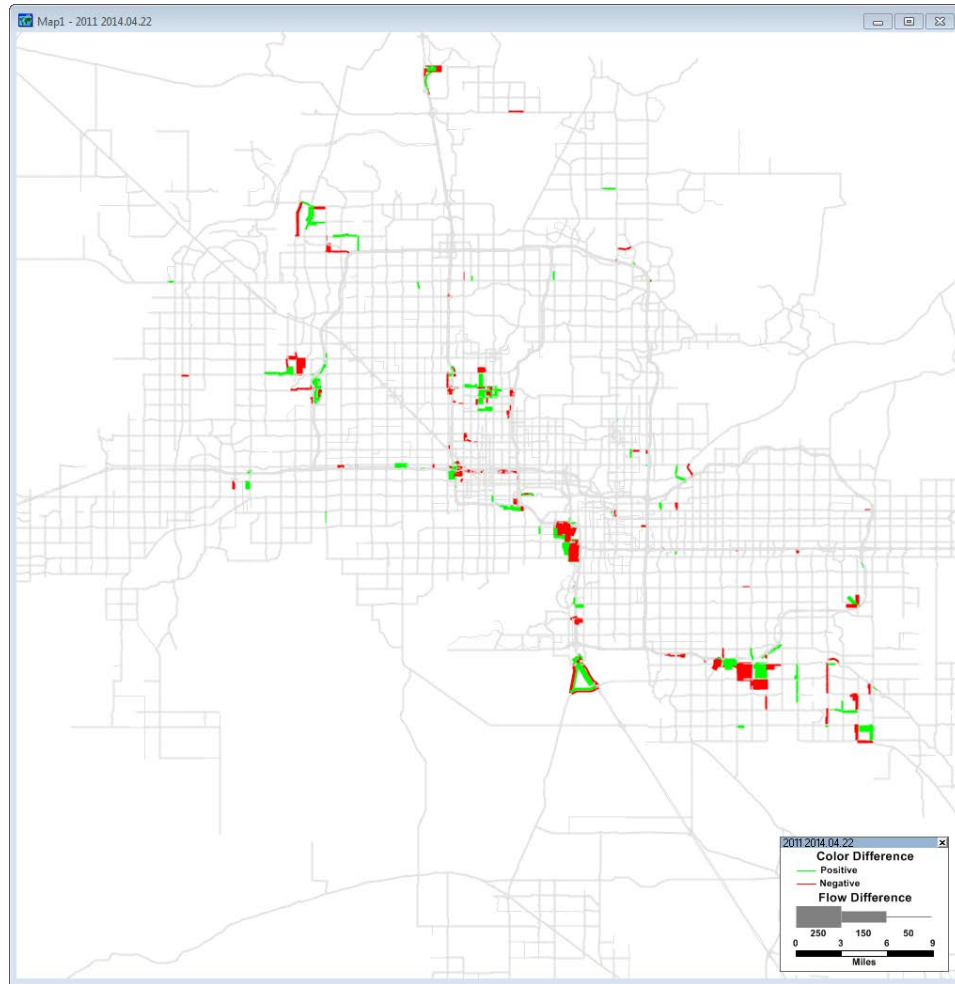 Map1 - 2011 2014.04.22
2011 2014.04.22
Color Difference
Positive
Negative
Flow Difference
250 150 50
0 3 6 9
Miles